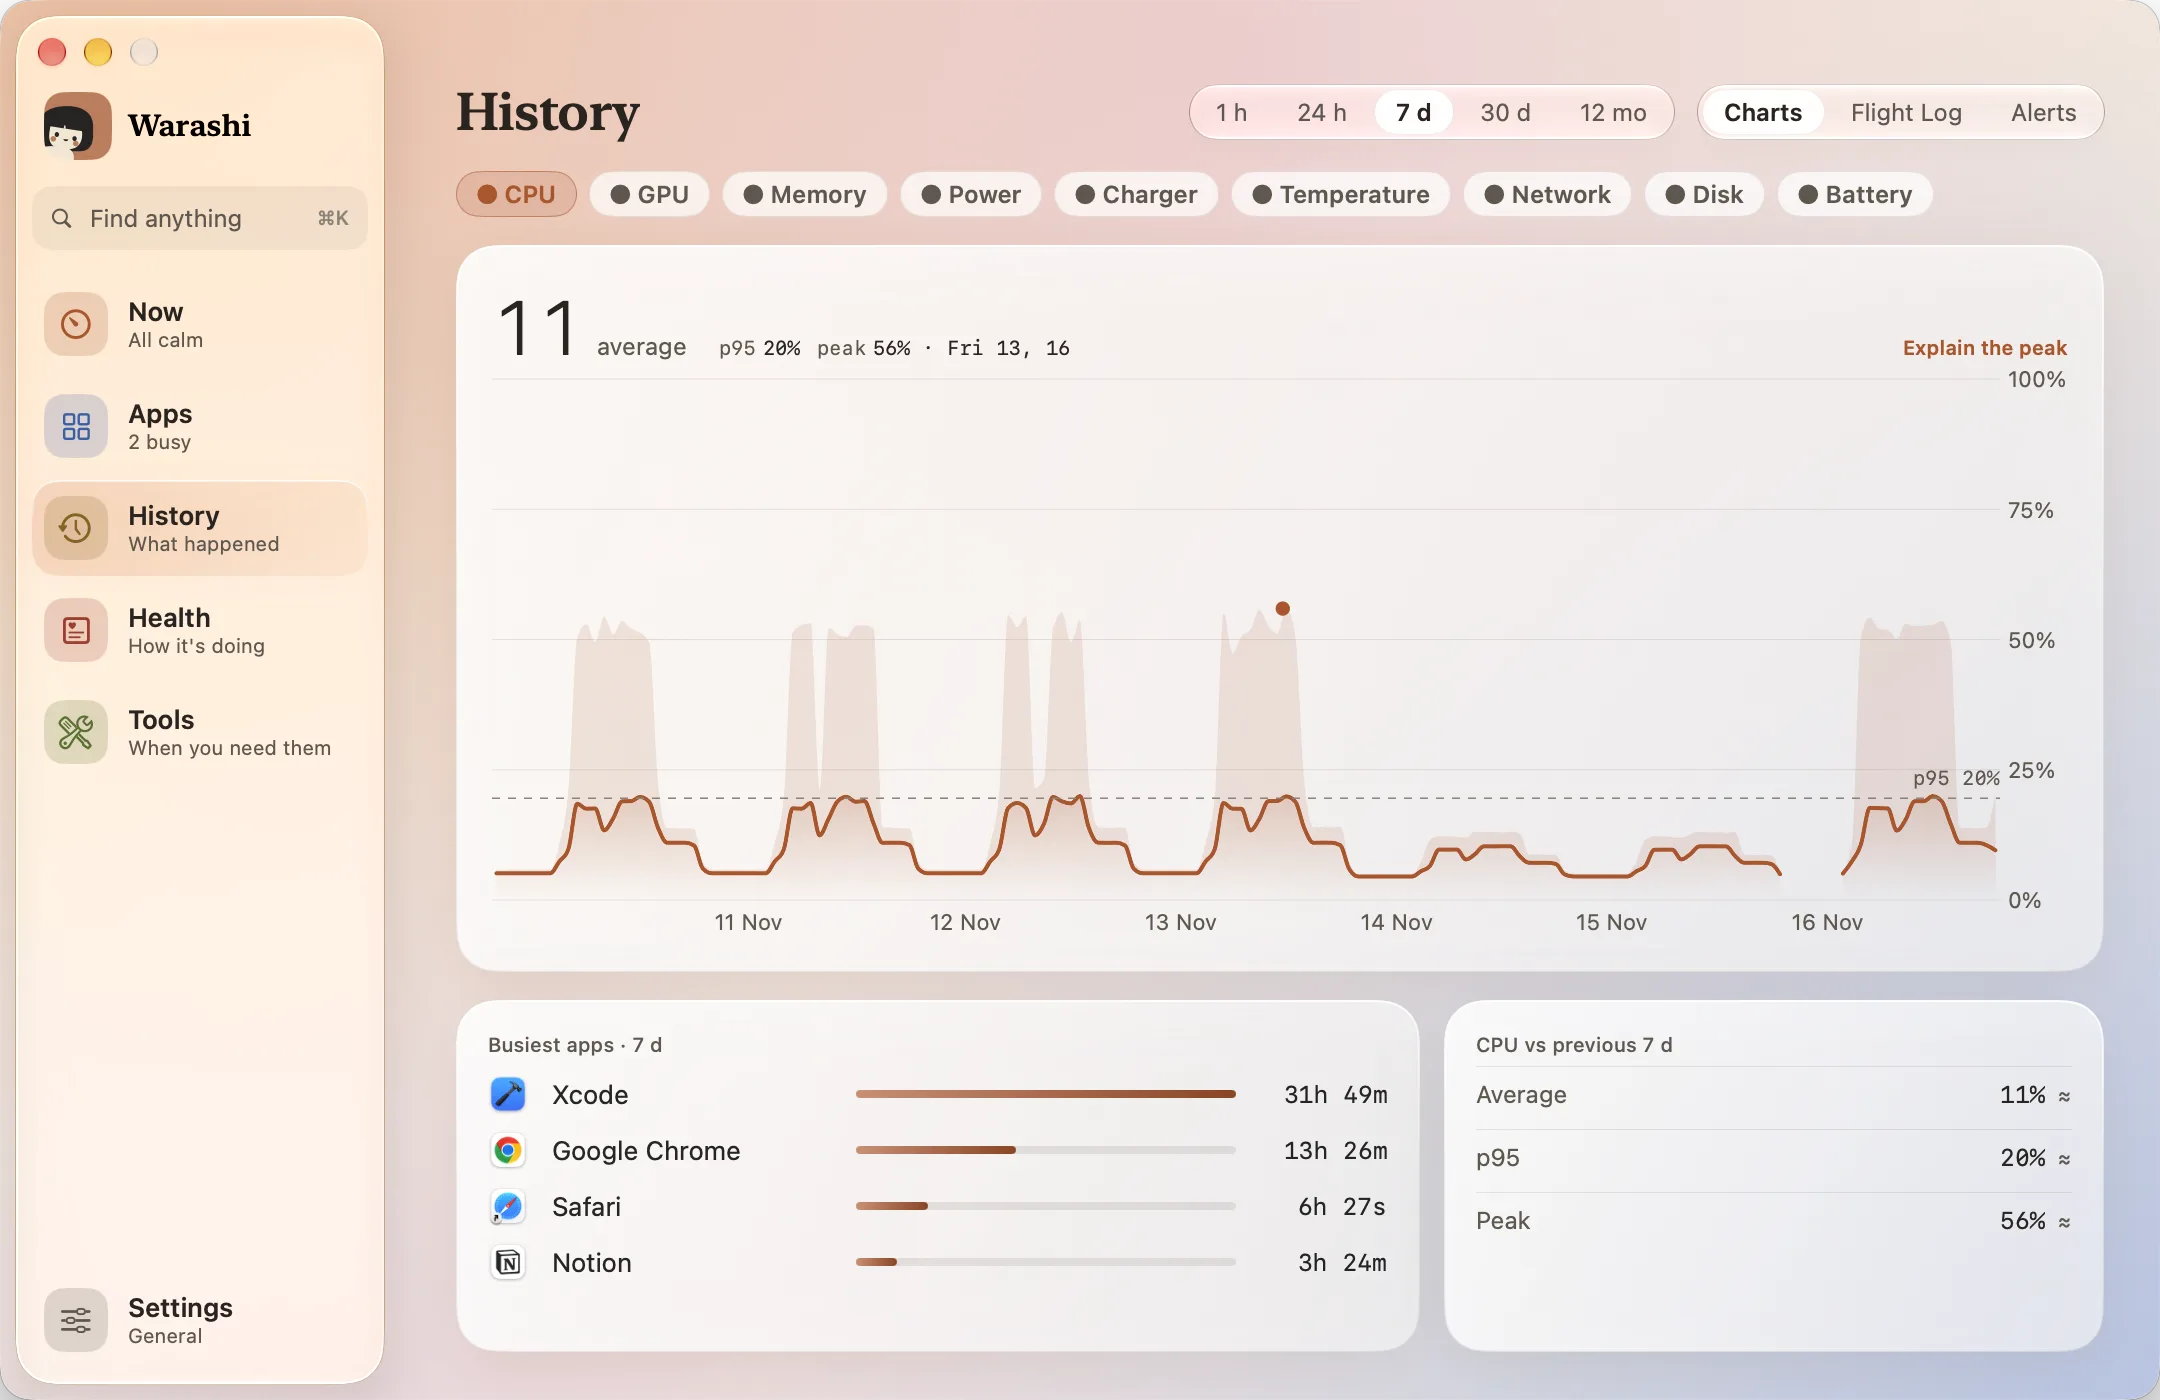 Warashi
Find anything ⌘K
Now
All calm
Apps
2 busy
History
What happened
Health
How it's doing
Tools
When you need them
Settings
General
History
1 h 24 h 7 d 30 d 12 mo
Charts Flight Log Alerts
CPU GPU Memory Power Charger Temperature Network Disk Battery
11 average p95 20% peak 56% · Fri 13, 16
Explain the peak
100%
75%
50%
25%
p95 20%
0%
11 Nov 12 Nov 13 Nov 14 Nov 15 Nov 16 Nov
Busiest apps · 7 d
Xcode 31h 49m
Google Chrome 13h 26m
Safari 6h 27s
Notion 3h 24m
CPU vs previous 7 d
Average 11% ≈
p95 20% ≈
Peak 56% ≈